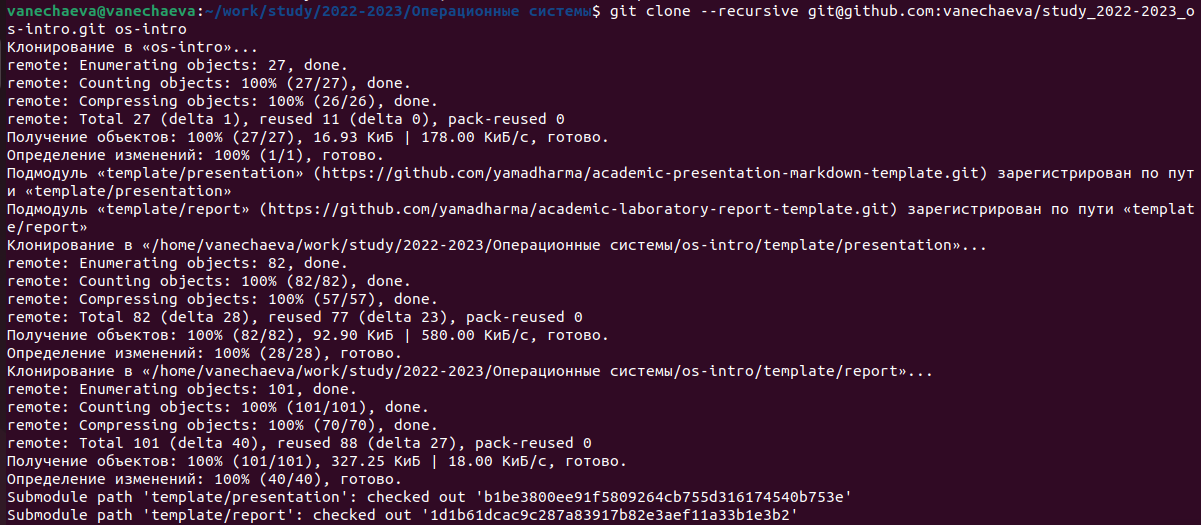 vanechaeva@vanechaeva:~/work/study/2022-2023/Операционные системы$ git clone --recursive git@github.com:vanechaeva/study_2022-2023_o
s-intro.git os-intro
Клонирование в «os-intro»...
remote: Enumerating objects: 27, done.
remote: Counting objects: 100% (27/27), done.
remote: Compressing objects: 100% (26/26), done.
remote: Total 27 (delta 1), reused 11 (delta 0), pack-reused 0
Получение объектов: 100% (27/27), 16.93 КиБ | 178.00 КиБ/с, готово.
Определение изменений: 100% (1/1), готово.
Подмодуль «template/presentation» (https://github.com/yamadharma/academic-presentation-markdown-template.git) зарегистрирован по пут
и «template/presentation»
Подмодуль «template/report» (https://github.com/yamadharma/academic-laboratory-report-template.git) зарегистрирован по пути «templat
e/report»
Клонирование в «/home/vanechaeva/work/study/2022-2023/Операционные системы/os-intro/template/presentation»...
remote: Enumerating objects: 82, done.
remote: Counting objects: 100% (82/82), done.
remote: Compressing objects: 100% (57/57), done.
remote: Total 82 (delta 28), reused 77 (delta 23), pack-reused 0
Получение объектов: 100% (82/82), 92.90 КиБ | 580.00 КиБ/с, готово.
Определение изменений: 100% (28/28), готово.
Клонирование в «/home/vanechaeva/work/study/2022-2023/Операционные системы/os-intro/template/report»...
remote: Enumerating objects: 101, done.
remote: Counting objects: 100% (101/101), done.
remote: Compressing objects: 100% (70/70), done.
remote: Total 101 (delta 40), reused 88 (delta 27), pack-reused 0
Получение объектов: 100% (101/101), 327.25 КиБ | 18.00 КиБ/с, готово.
Определение изменений: 100% (40/40), готово.
Submodule path 'template/presentation': checked out 'b1be3800ee91f5809264cb755d316174540b753e'
Submodule path 'template/report': checked out '1d1b61dcac9c287a83917b82e3aef11a33b1e3b2'